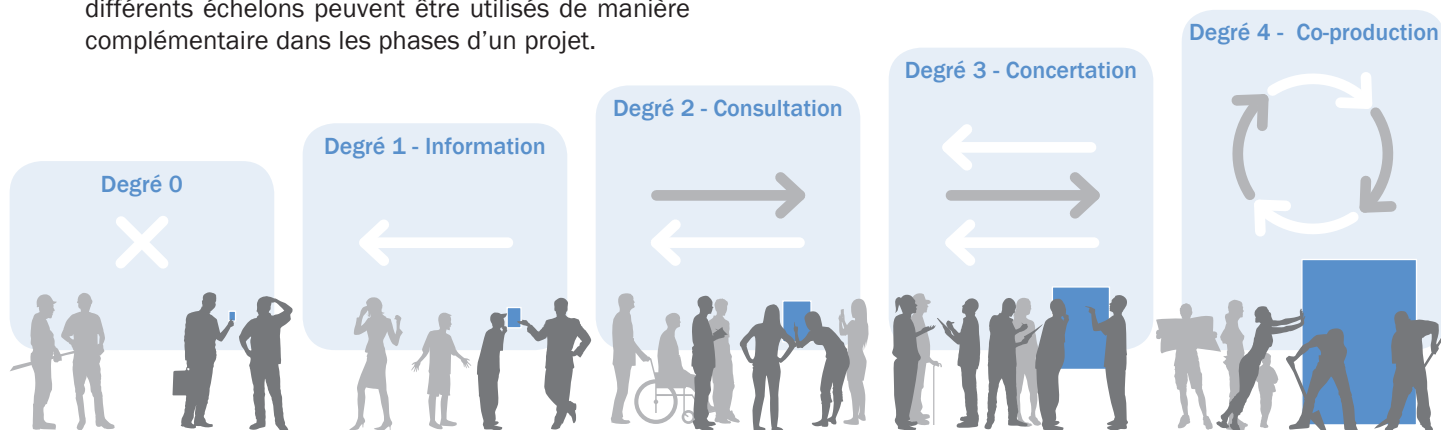 différents échelons peuvent être utilisés de manière
complémentaire dans les phases d’un projet.
Degré 0
Degré 1 - Information
Degré 2 - Consultation
Degré 3 - Concertation
Degré 4 - Co-production